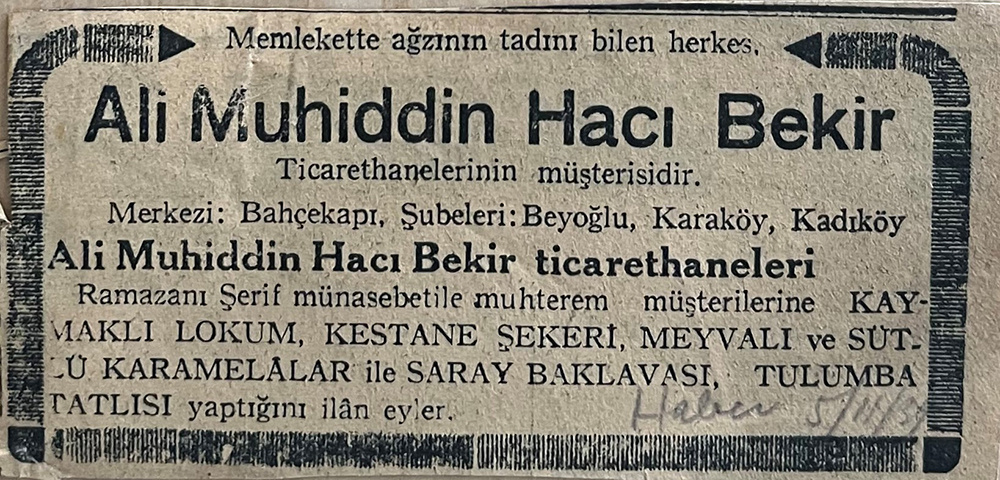 Memlekette ağzının tadını bilen herkes,
Ali Muhiddin Hacı Bekir
Ticarethanelerinin müşterisidir.
Merkezi: Bahçekapı, Şubeleri: Beyoğlu, Karaköy, Kadıköy
Ali Muhiddin Hacı Bekir ticarethaneleri
Ramazanı Şerif münasebetile muhterem müşterilerine KAY-
MAKLI LOKUM, KESTANE ŞEKERİ, MEYVALI ve SÜT-
LÜ KARAMELÂLAR ile SARAY BAKLAVASI, TULUMBA
TATLISI yaptığını ilân eyler.
Haber